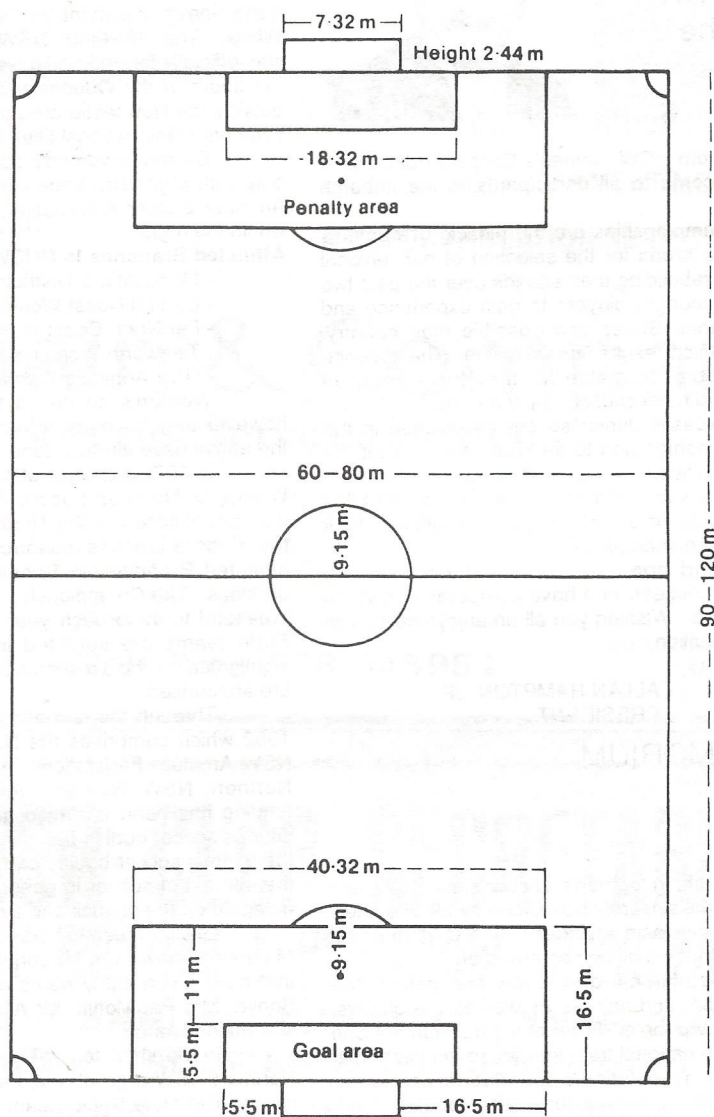 7·32 m
Height 2·44 m
18·32 m
Penalty area
60–80 m
9·15 m
90–120 m
40·32 m
9·15 m
11 m
16·5 m
5·5 m
Goal area
5·5 m
16·5 m